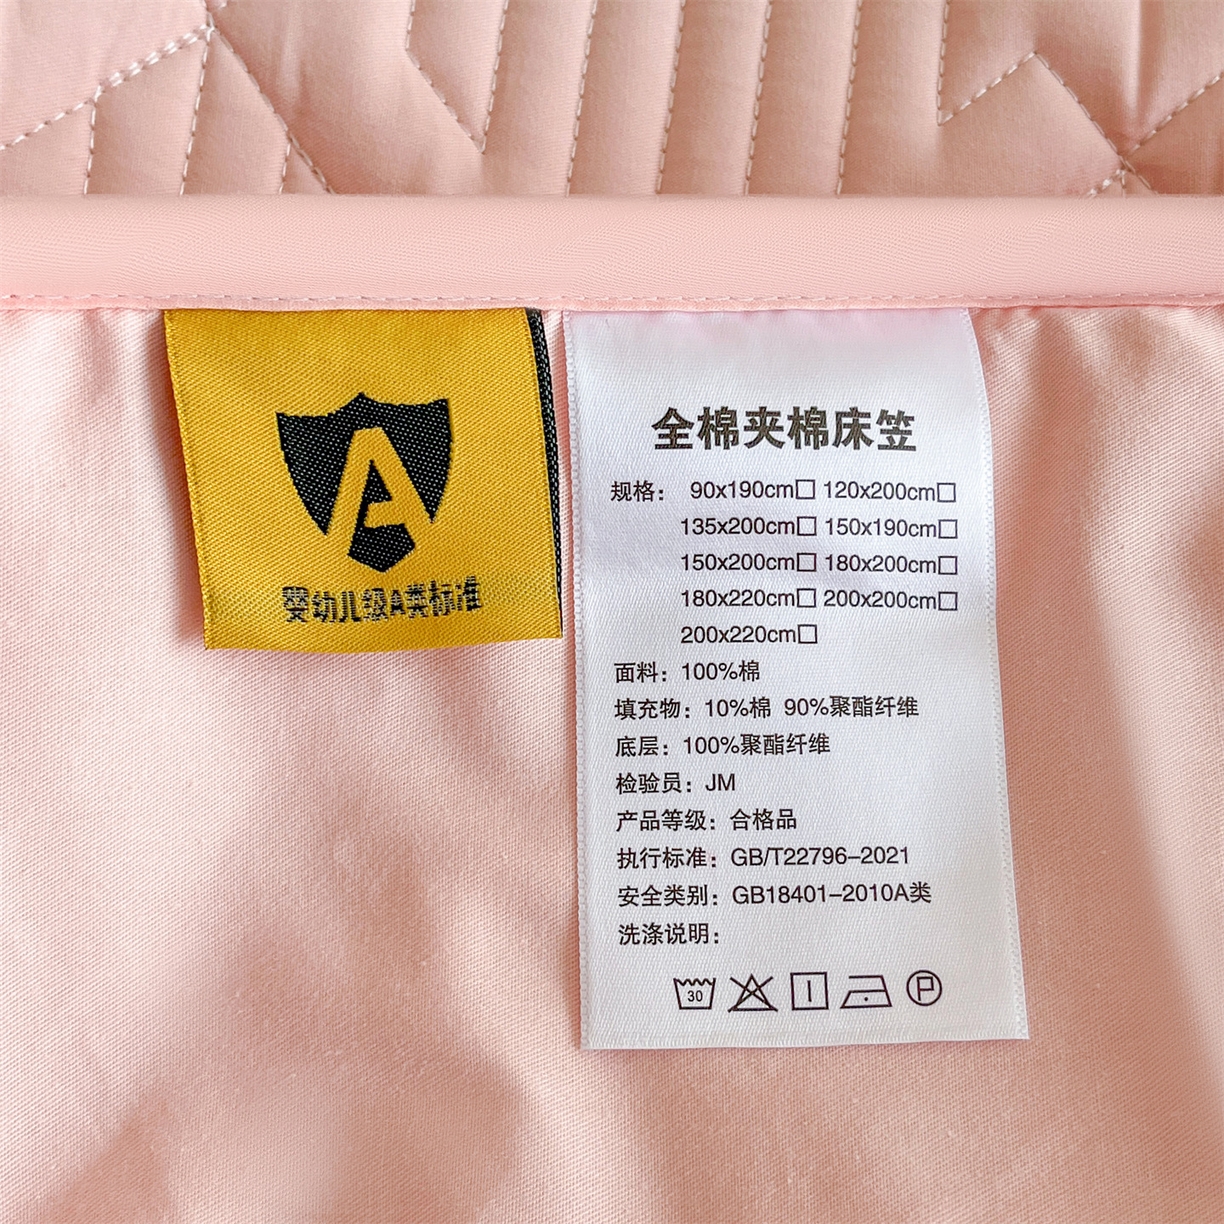 A
婴幼儿级A类标准
全棉夹棉床笠
规格： 90x190cm□ 120x200cm□
135x200cm□ 150x190cm□
150x200cm□ 180x200cm□
180x220cm□ 200x200cm□
200x220cm□
面料：100%棉
填充物：10%棉 90%聚酯纤维
底层：100%聚酯纤维
检验员：JM
产品等级：合格品
执行标准：GB/T22796-2021
安全类别：GB18401-2010A类
洗涤说明：
30 P